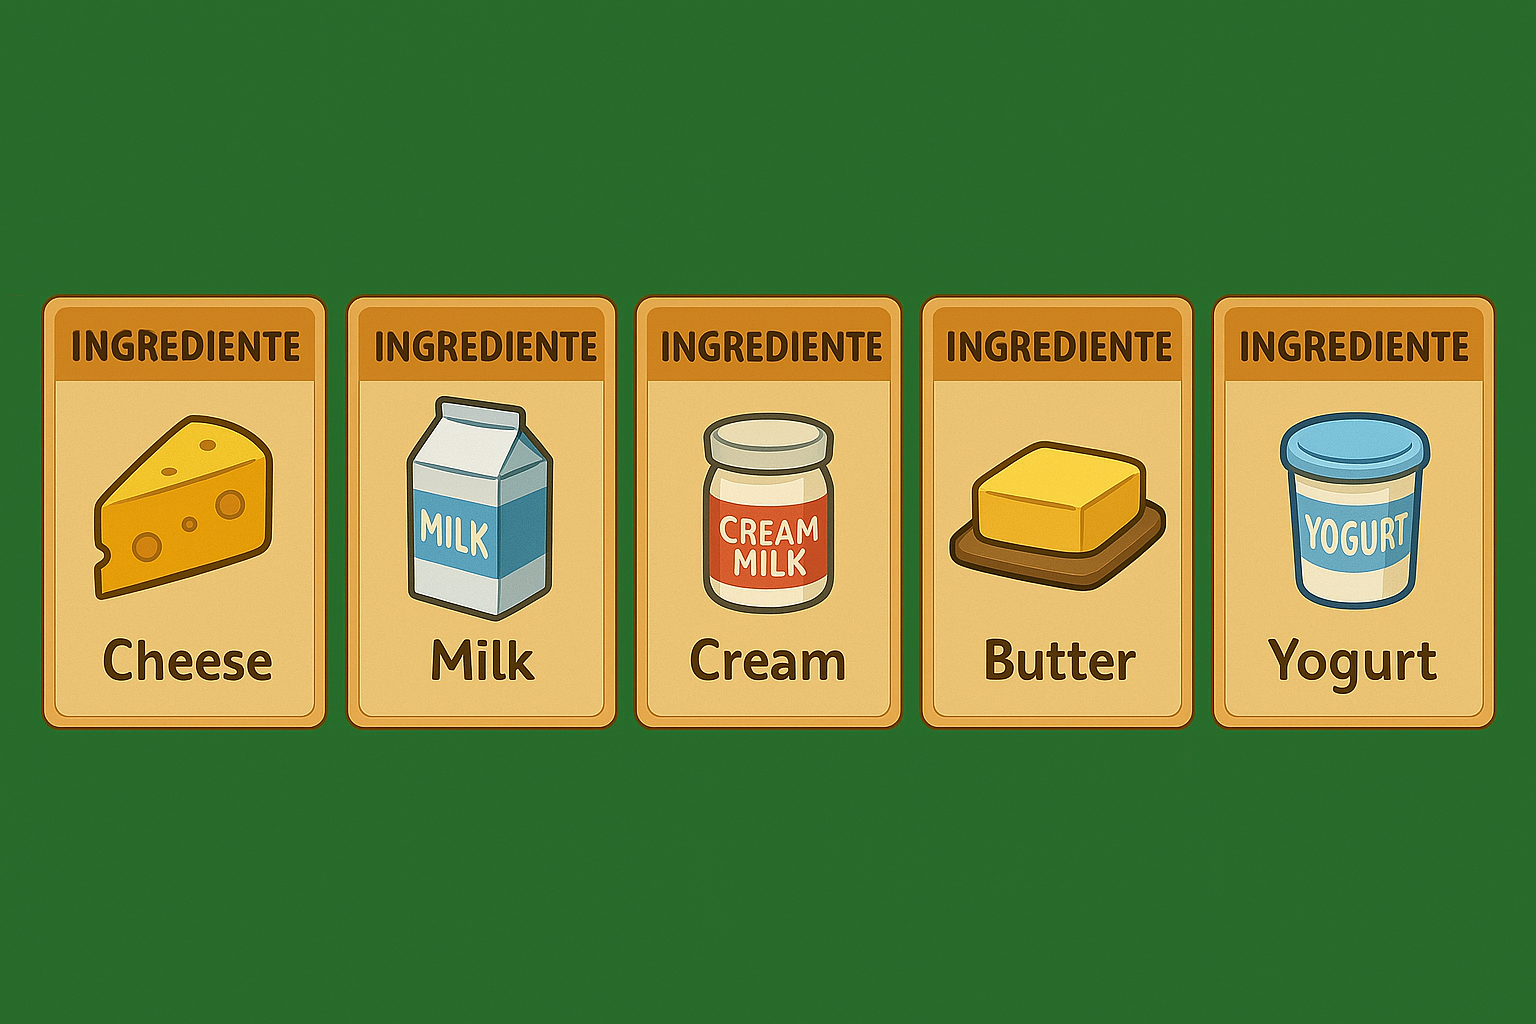 INGREDIENTE
MILK
Cheese
INGREDIENTE
Milk
INGREDIENTE
CREAM
MILK
Cream
INGREDIENTE
Butter
INGREDIENTE
YOGURT
Yogurt